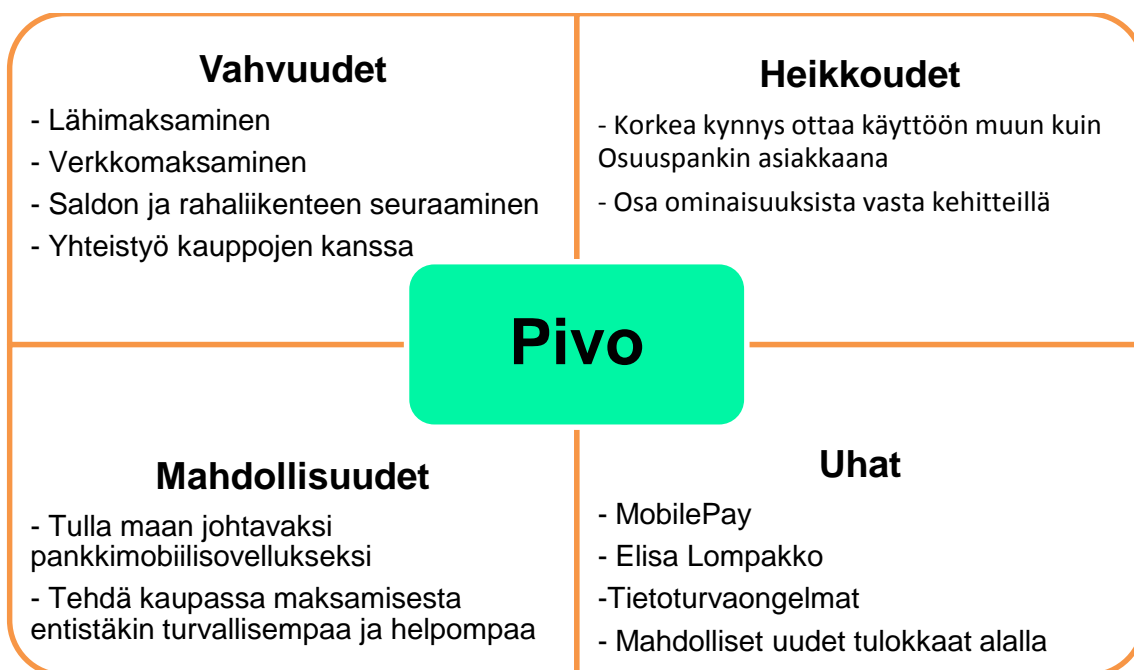 Vahvuudet
- Lähimaksaminen
- Verkkomaksaminen
- Saldon ja rahaliikenteen seuraaminen
- Yhteistyö kauppojen kanssa
Heikkoudet
- Korkea kynnys ottaa käyttöön muun kuin
Osuuspankin asiakkaana
- Osa ominaisuuksista vasta kehitteillä
Pivo
Mahdollisuudet
- Tulla maan johtavaksi
pankkimobiilisovellukseksi
- Tehdä kaupassa maksamisesta
entistäkin turvallisempaa ja helpompaa
Uhat
- MobilePay
- Elisa Lompakko
-Tietoturvaongelmat
- Mahdolliset uudet tulokkaat alalla